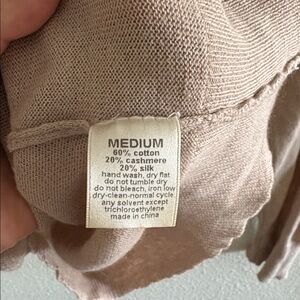 MEDIUM
60% cotton
20% cashmere
20% silk
hand wash, dry flat
do not tumble dry
do not bleach, iron low
dry-clean-normal cycle
any solvent except
trichloroethylene
made in china